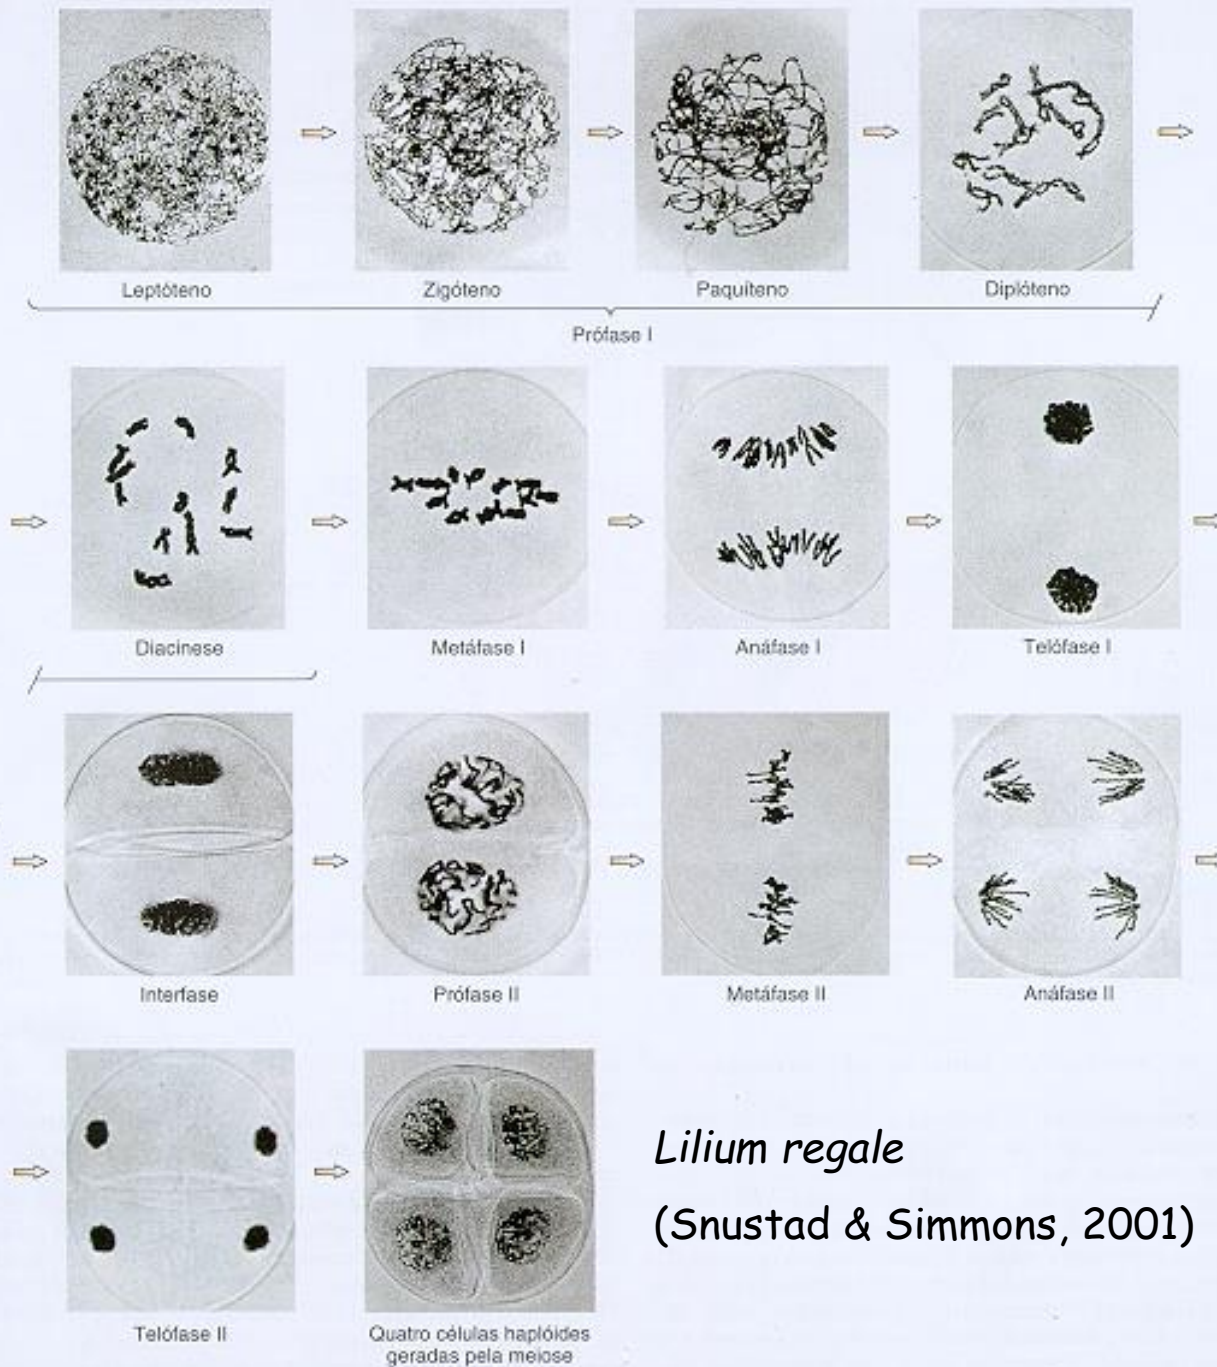 Leptóteno
Zigóteno
Paquíteno
Diplóteno
Prófase I
Diacinese
Metáfase I
Anáfase I
Telófase I
Interfase
Prófase II
Metáfase II
Anáfase II
Telófase II
Quatro células haplóides
geradas pela meiose
Lilium regale
(Snustad & Simmons, 2001)